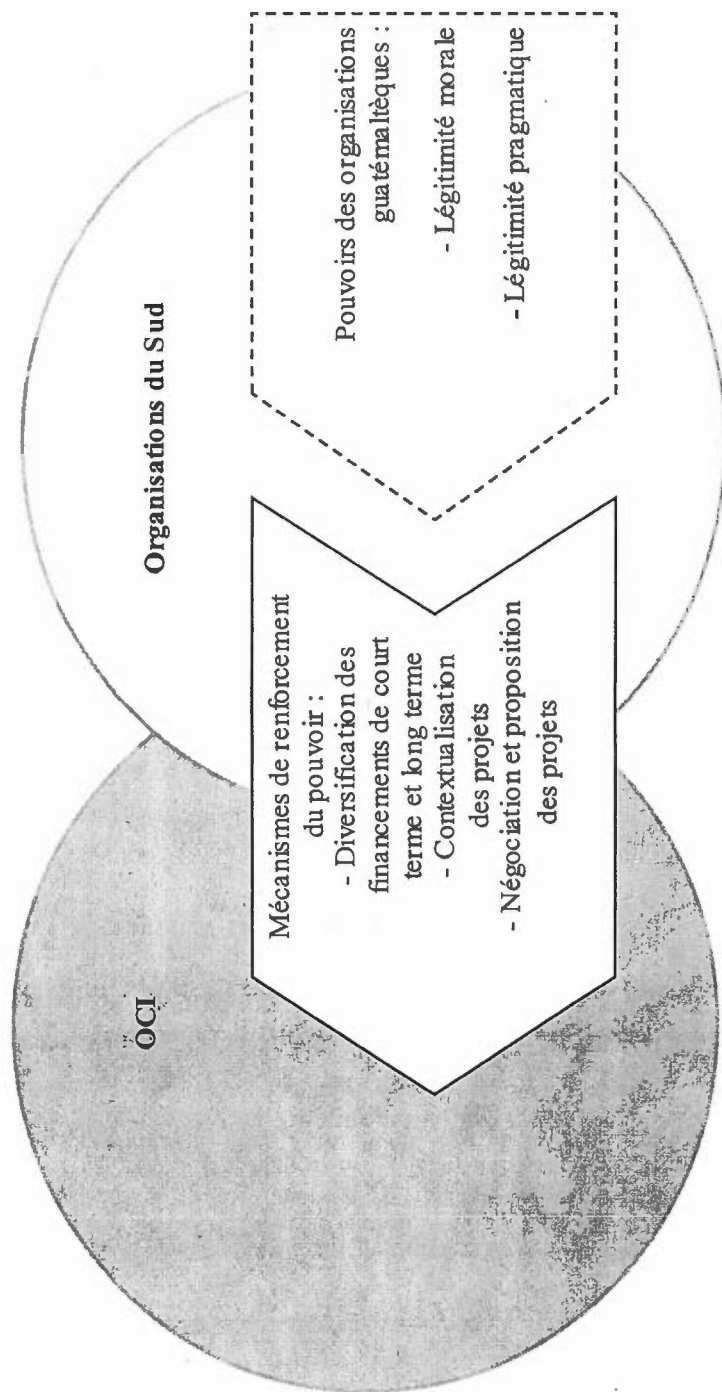 OCI
Organisations du Sud
Mécanismes de renforcement
du pouvoir :
- Diversification des
financements de court
terme et long terme
- Contextualisation
des projets
- Négociation et proposition
des projets
Pouvoirs des organisations
guatémaltèques :
- Légitimité morale
- Légitimité pragmatique